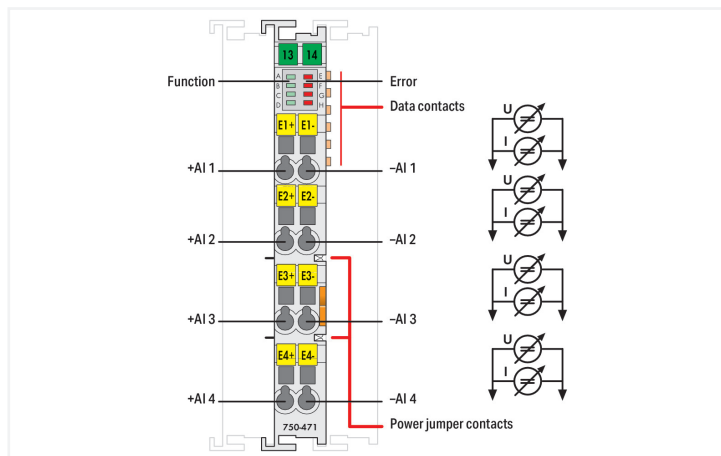 13 14
Function
A
B
C
D
E
F
G
H
Error
Data contacts
E1+ E1-
+AI 1
–AI 1
E2+ E2-
+AI 2
–AI 2
E3+ E3-
+AI 3
–AI 3
E4+ E4-
+AI 4
–AI 4
Power jumper contacts
750-471
U
I
U
I
U
I
U
I